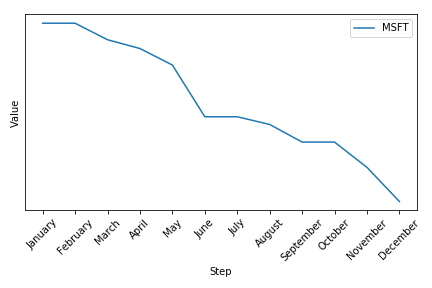 MSFT
Value
January
February
March
April
May
June
July
August
September
October
November
December
Step